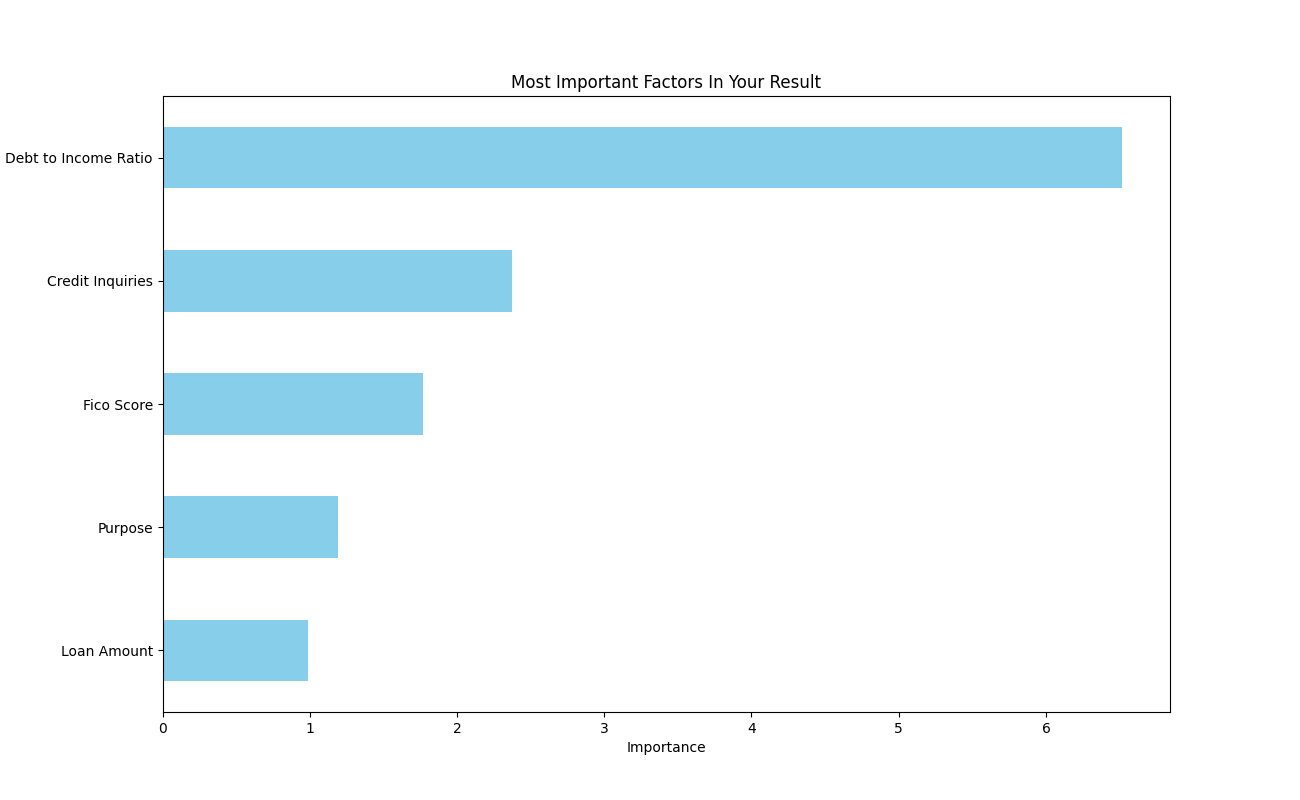 Most Important Factors In Your Result
Debt to Income Ratio
Credit Inquiries
Fico Score
Purpose
Loan Amount
0 1 2 3 4 5 6
Importance